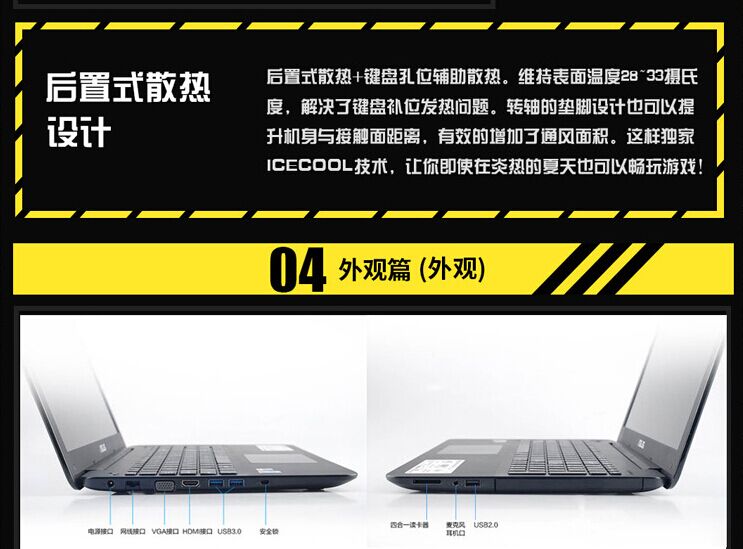 后置式散热
设计
后置式散热+键盘孔位辅助散热。维持表面温度28~33摄氏
度，解决了键盘补位发热问题。转轴的垫脚设计也可以提
升机身与接触面距离，有效的增加了通风面积。这样独家
ICECOOL技术，让你即使在炎热的夏天也可以畅玩游戏！
04 外观篇 (外观)
ASUS
电源接口 网线接口 VGA接口 HDMI接口 USB3.0 安全锁
ASUS
四合一读卡器 麦克风 USB2.0
耳机口